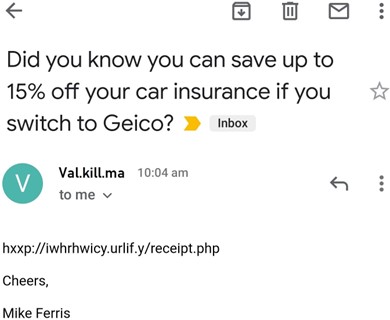 Did you know you can save up to
15% off your car insurance if you
switch to Geico? Inbox
V
Val.kill.ma 10:04 am
to me
hxxp://iwhrhwicy.urlif.y/receipt.php
Cheers,
Mike Ferris